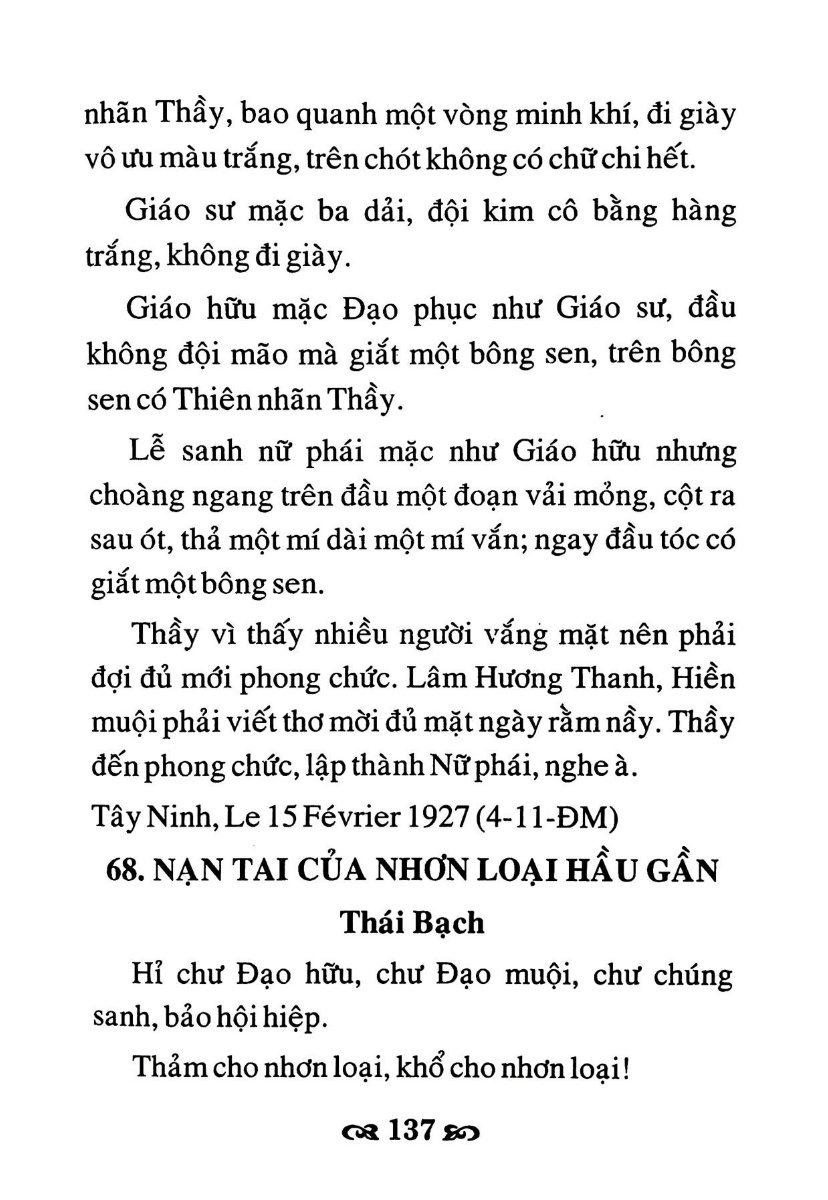 nhãn Thầy, bao quanh một vòng minh khí, đi giày
vô ưu màu trắng, trên chót không có chữ chi hết.
Giáo sư mặc ba dải, đội kim cô bằng hàng
trắng, không đi giày.
Giáo hữu mặc Đạo phục như Giáo sư, đầu
không đội mão mà giắt một bông sen, trên bông
sen có Thiên nhãn Thầy.
Lễ sanh nữ phái mặc như Giáo hữu nhưng
choàng ngang trên đầu một đoạn vải mỏng, cột ra
sau ót, thả một mí dài một mí vắn; ngay đầu tóc có
giắt một bông sen.
Thầy vì thấy nhiều người vắng mặt nên phải
đợi đủ mới phong chức. Lâm Hương Thanh, Hiền
muội phải viết thơ mời đủ mặt ngày rằm nầy. Thầy
đến phong chức, lập thành Nữ phái, nghe à.
Tây Ninh, Le 15 Février 1927 (4-11-ĐM)
68. NẠN TAI CỦA NHƠN LOẠI HẦU GẦN
Thái Bạch
Hỉ chư Đạo hữu, chư Đạo muội, chư chúng
sanh, bảo hội hiệp.
Thảm cho nhơn loại, khổ cho nhơn loại!
137